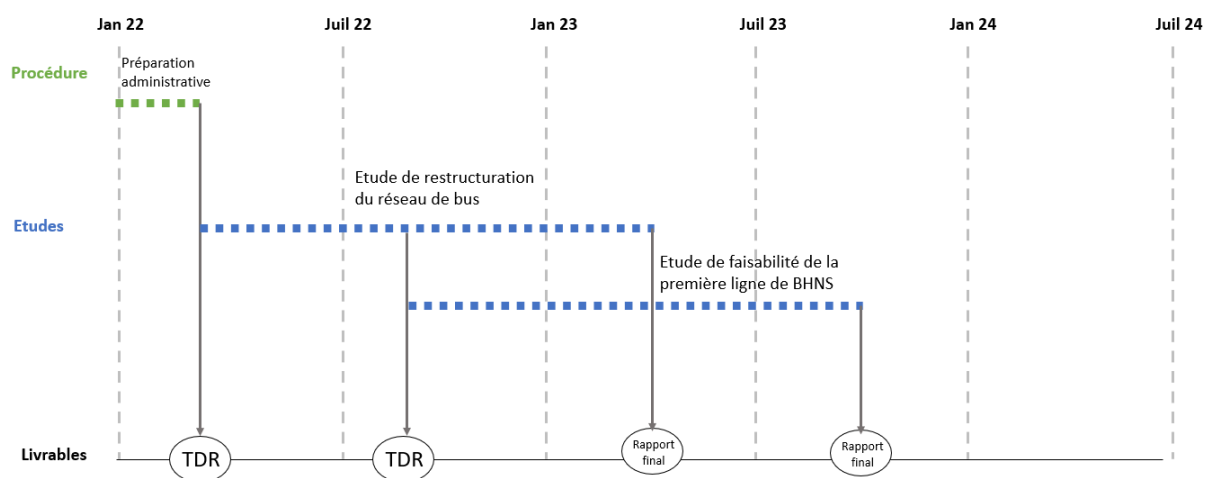 Jan 22
Juil 22
Jan 23
Juil 23
Jan 24
Juil 24
Procédure
Préparation
administrative
Etude de restructuration
du réseau de bus
Etudes
Etude de faisabilité de la
première ligne de BHNS
Livrables
TDR
TDR
Rapport
final
Rapport
final